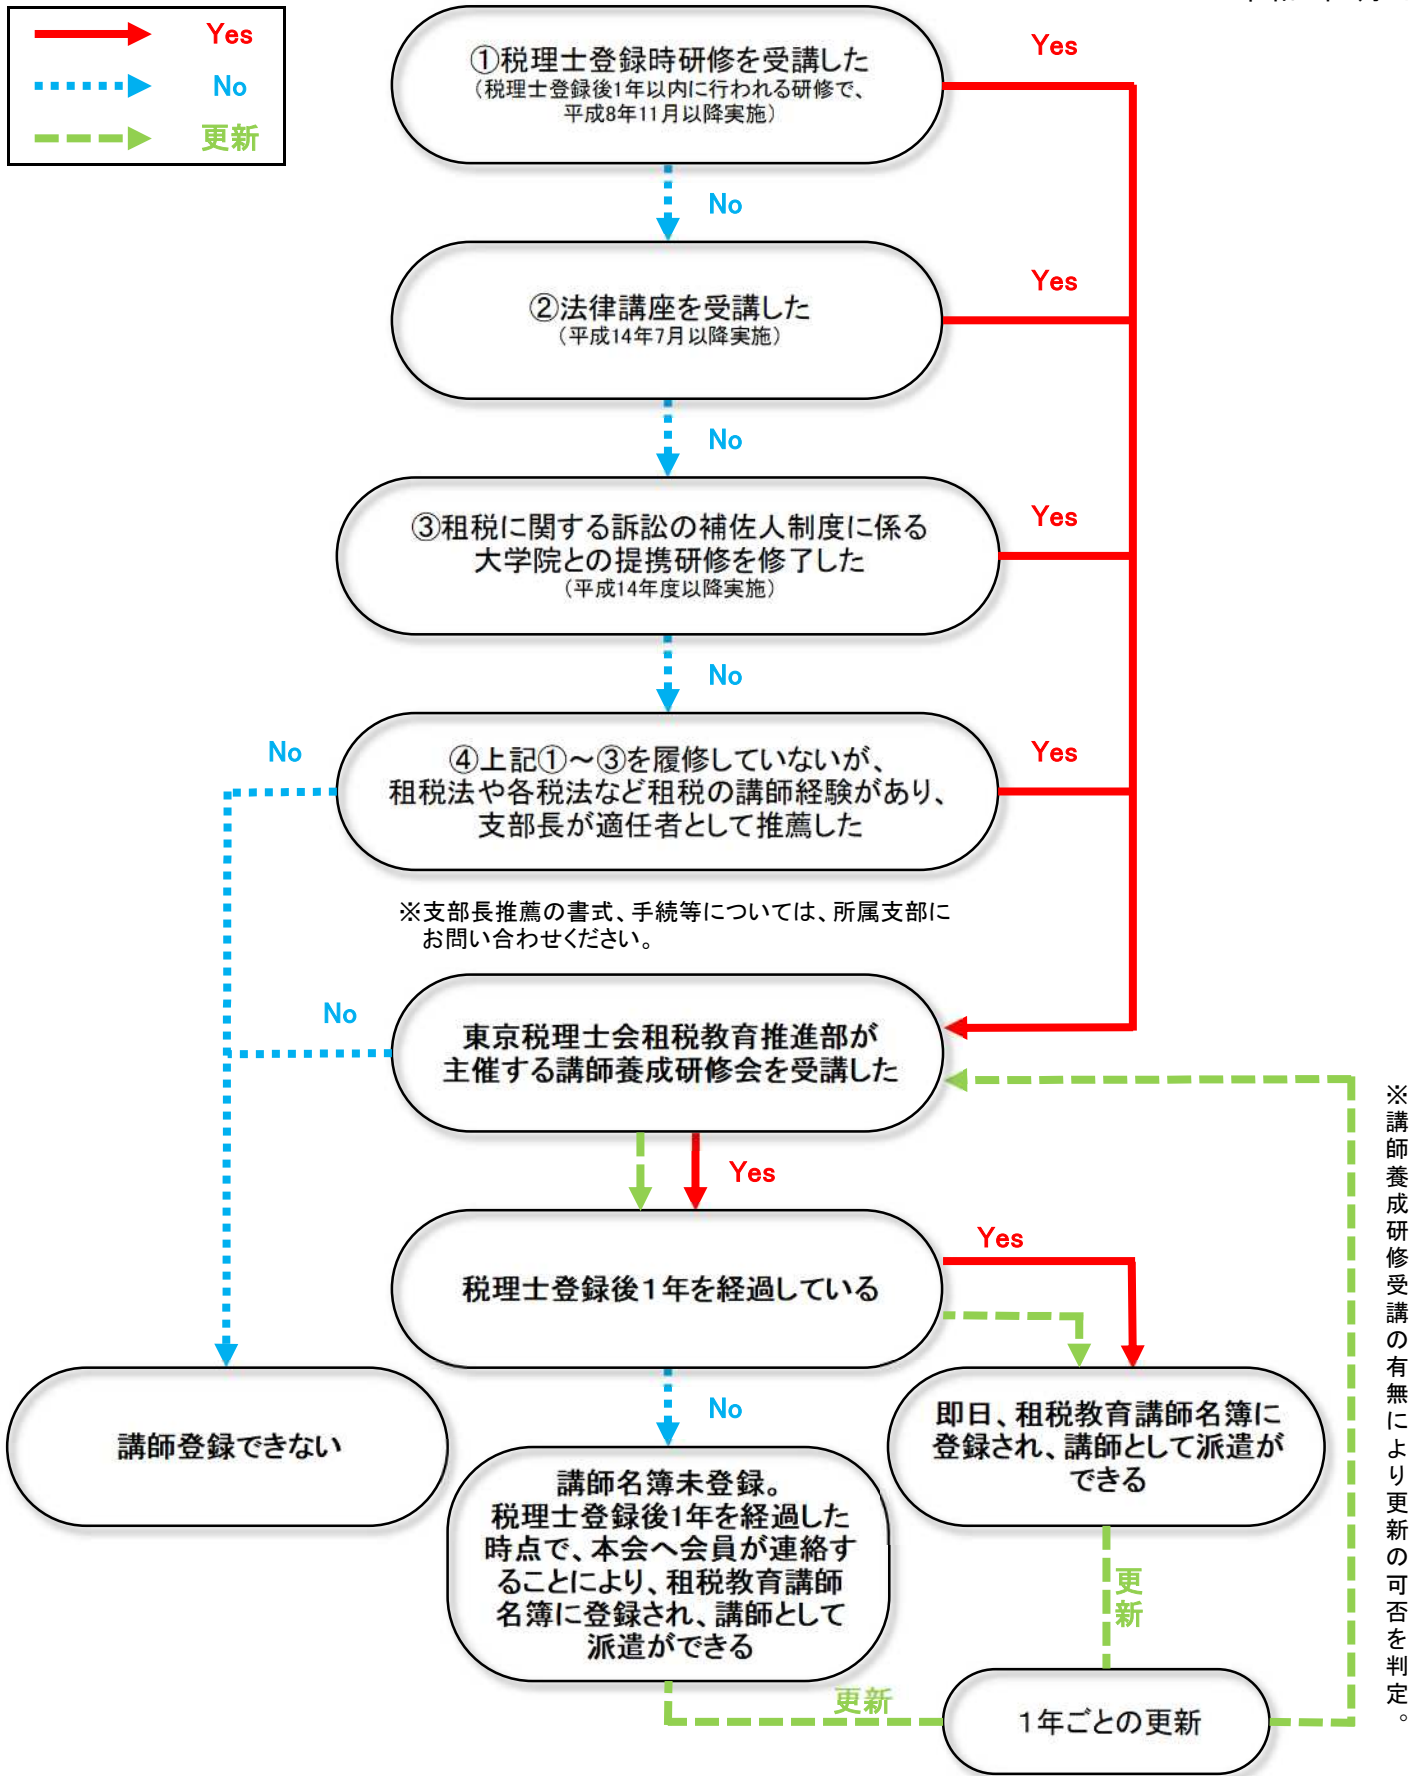 Yes
No
更新
①税理士登録時研修を受講した
（税理士登録後1年以内に行われる研修で、
平成8年11月以降実施）
Yes
No
②法律講座を受講した
（平成14年7月以降実施）
Yes
No
③租税に関する訴訟の補佐人制度に係る
大学院との提携研修を修了した
（平成14年度以降実施）
Yes
No
④上記①～③を履修していないが、
租税法や各税法など租税の講師経験があり、
支部長が適任者として推薦した
Yes
No
※支部長推薦の書式、手続等については、所属支部に
お問い合わせください。
東京税理士会租税教育推進部が
主催する講師養成研修会を受講した
No
Yes
税理士登録後1年を経過している
Yes
No
講師登録できない
講師名簿未登録。
税理士登録後1年を経過した
時点で、本会へ会員が連絡す
ることにより、租税教育講師
名簿に登録され、講師として
派遣ができる
即日、租税教育講師名簿に
登録され、講師として派遣が
できる
更新
更新
1年ごとの更新
※講師養成研修受講の有無により更新の可否を判定。